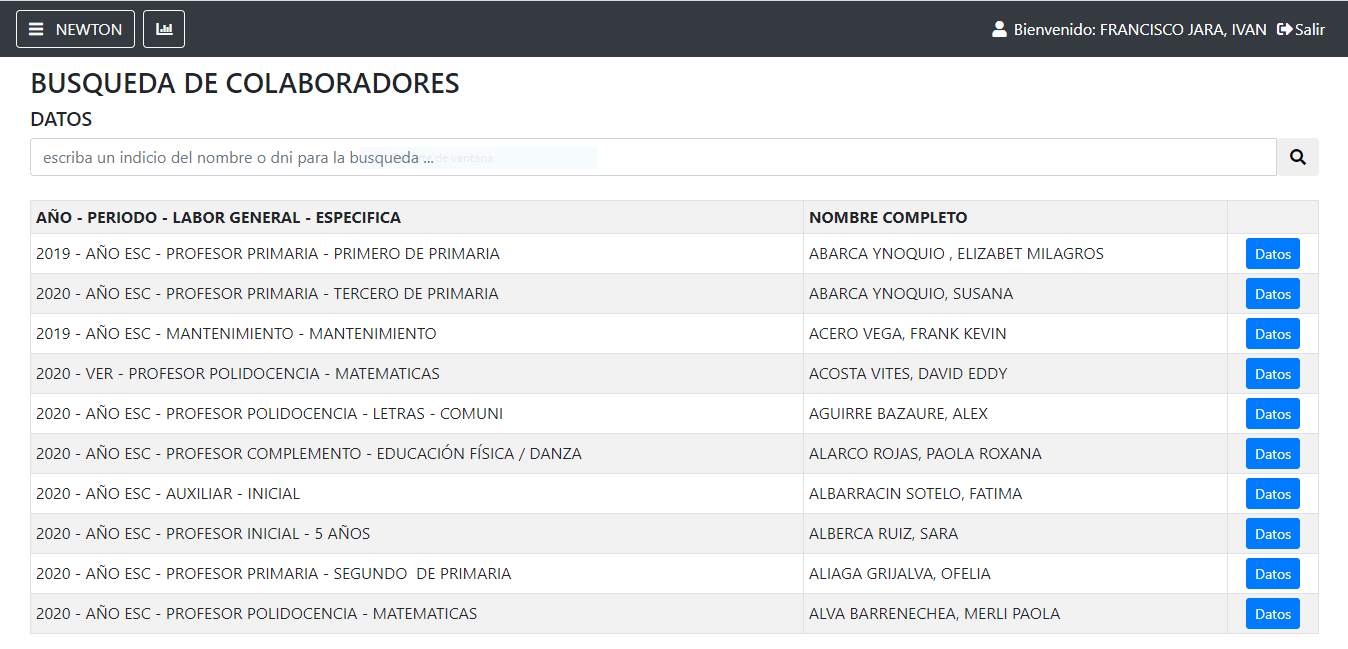 NEWTON
Bienvenido: FRANCISCO JARA, IVAN Salir
BUSQUEDA DE COLABORADORES
DATOS
escriba un indicio del nombre o dni para la busqueda ...
de ventana
AÑO - PERIODO - LABOR GENERAL - ESPECIFICA NOMBRE COMPLETO
2019 - AÑO ESC - PROFESOR PRIMARIA - PRIMERO DE PRIMARIA ABARCA YNOQUIO , ELIZABET MILAGROS Datos
2020 - AÑO ESC - PROFESOR PRIMARIA - TERCERO DE PRIMARIA ABARCA YNOQUIO, SUSANA Datos
2019 - AÑO ESC - MANTENIMIENTO - MANTENIMIENTO ACERO VEGA, FRANK KEVIN Datos
2020 - VER - PROFESOR POLIDOCENCIA - MATEMATICAS ACOSTA VITES, DAVID EDDY Datos
2020 - AÑO ESC - PROFESOR POLIDOCENCIA - LETRAS - COMUNI AGUIRRE BAZAURE, ALEX Datos
2020 - AÑO ESC - PROFESOR COMPLEMENTO - EDUCACIÓN FÍSICA / DANZA ALARCO ROJAS, PAOLA ROXANA Datos
2020 - AÑO ESC - AUXILIAR - INICIAL ALBARRACIN SOTELO, FATIMA Datos
2020 - AÑO ESC - PROFESOR INICIAL - 5 AÑOS ALBERCA RUIZ, SARA Datos
2020 - AÑO ESC - PROFESOR PRIMARIA - SEGUNDO  DE PRIMARIA ALIAGA GRIJALVA, OFELIA Datos
2020 - AÑO ESC - PROFESOR POLIDOCENCIA - MATEMATICAS ALVA BARRENECHEA, MERLI PAOLA Datos